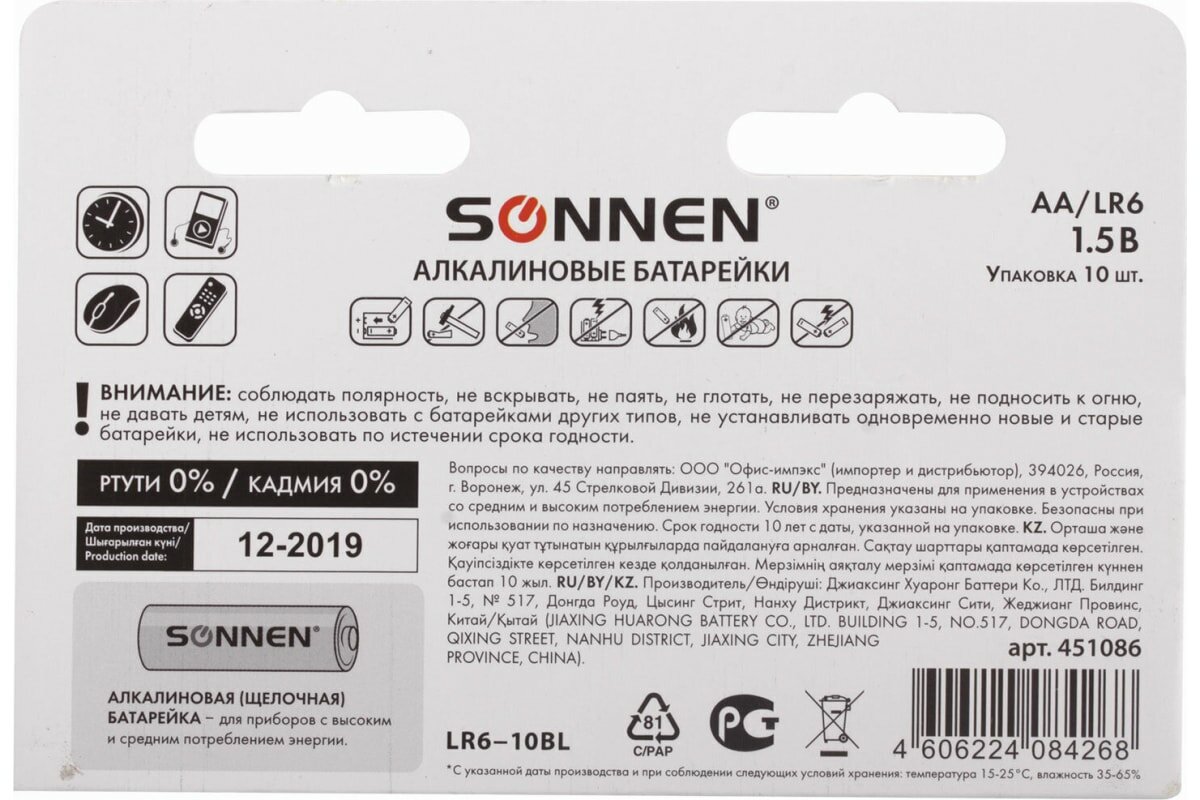 SONNEN®
АЛКАЛИНОВЫЕ БАТАРЕЙКИ
AA/LR6
1.5 В
Упаковка 10 шт.
! ВНИМАНИЕ: соблюдать полярность, не вскрывать, не паять, не глотать, не перезаряжать, не подносить к огню,
не давать детям, не использовать с батарейками других типов, не устанавливать одновременно новые и старые
батарейки, не использовать по истечении срока годности.
РТУТИ 0% / КАДМИЯ 0%
Дата производства/
Шығарылған күні/
Production date:
12-2019
SONNEN®
АЛКАЛИНОВАЯ (ЩЕЛОЧНАЯ)
БАТАРЕЙКА – для приборов с высоким
и средним потреблением энергии.
Вопросы по качеству направлять: ООО "Офис-импэкс" (импортер и дистрибьютор), 394026, Россия,
г. Воронеж, ул. 45 Стрелковой Дивизии, 261а. RU/BY. Предназначены для применения в устройствах
со средним и высоким потреблением энергии. Условия хранения указаны на упаковке. Безопасны при
использовании по назначению. Срок годности 10 лет с даты, указанной на упаковке. KZ. Орташа және
жоғары қуат тұтынатын құрылғыларда пайдалануға арналған. Сақтау шарттары қаптамада көрсетілген.
Қауіпсіздікте көрсетілген кезде қолданылған. Мерзімнің аяқталу мерзімі қаптамада көрсетілген күннен
бастап 10 жыл. RU/BY/KZ. Производитель/Өндіруші: Джиаксинг Хуаронг Баттери Ко., ЛТД. Билдинг
1-5, № 517, Донгда Роуд, Цысинг Стрит, Нанху Дистрикт, Джиаксинг Сити, Жеджианг Провинс,
Китай/Қытай (JIAXING HUARONG BATTERY CO., LTD. BUILDING 1-5, NO.517, DONGDA ROAD,
QIXING STREET, NANHU DISTRICT, JIAXING CITY, ZHEJIANG
PROVINCE, CHINA).
арт. 451086
LR6–10BL
81
C/PAP
РСТ
4 606224 084268
*С указанной даты производства и при соблюдении следующих условий хранения: температура 15-25°C, влажность 35-65%